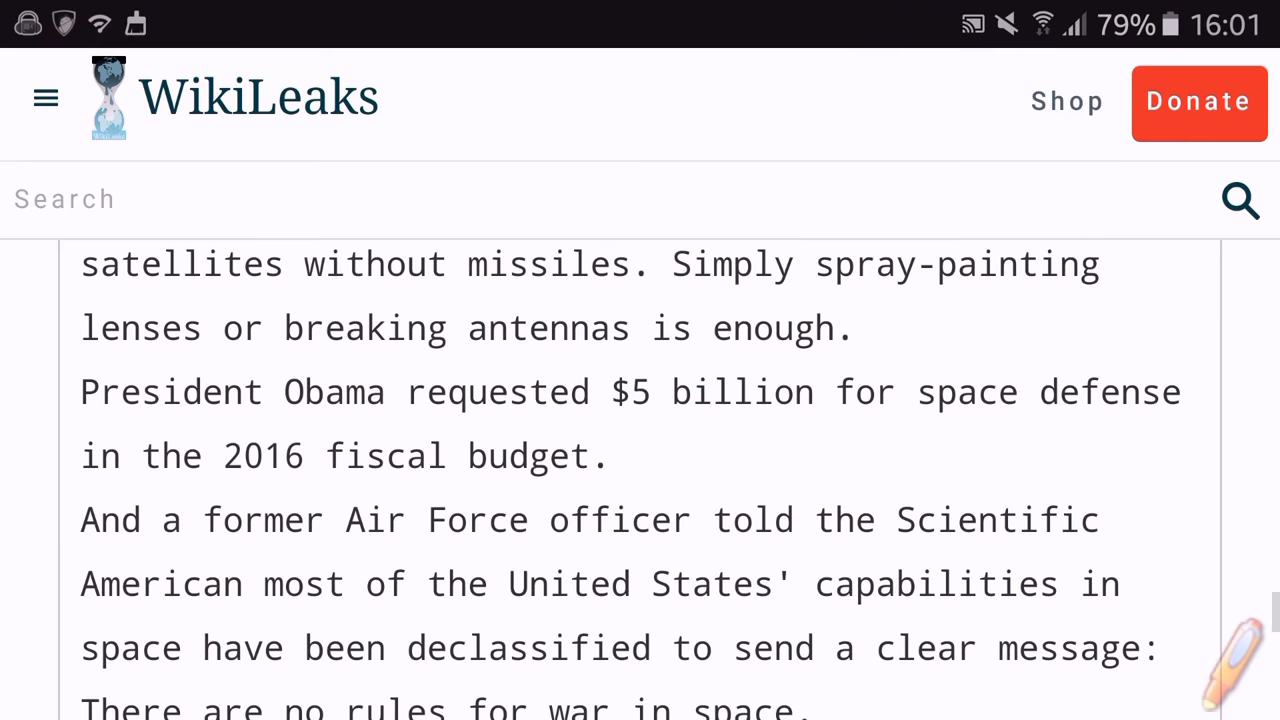 79% 16:01
WikiLeaks
Shop
Donate
Search
satellites without missiles. Simply spray-painting
lenses or breaking antennas is enough.
President Obama requested $5 billion for space defense
in the 2016 fiscal budget.
And a former Air Force officer told the Scientific
American most of the United States' capabilities in
space have been declassified to send a clear message:
There are no rules for war in space.